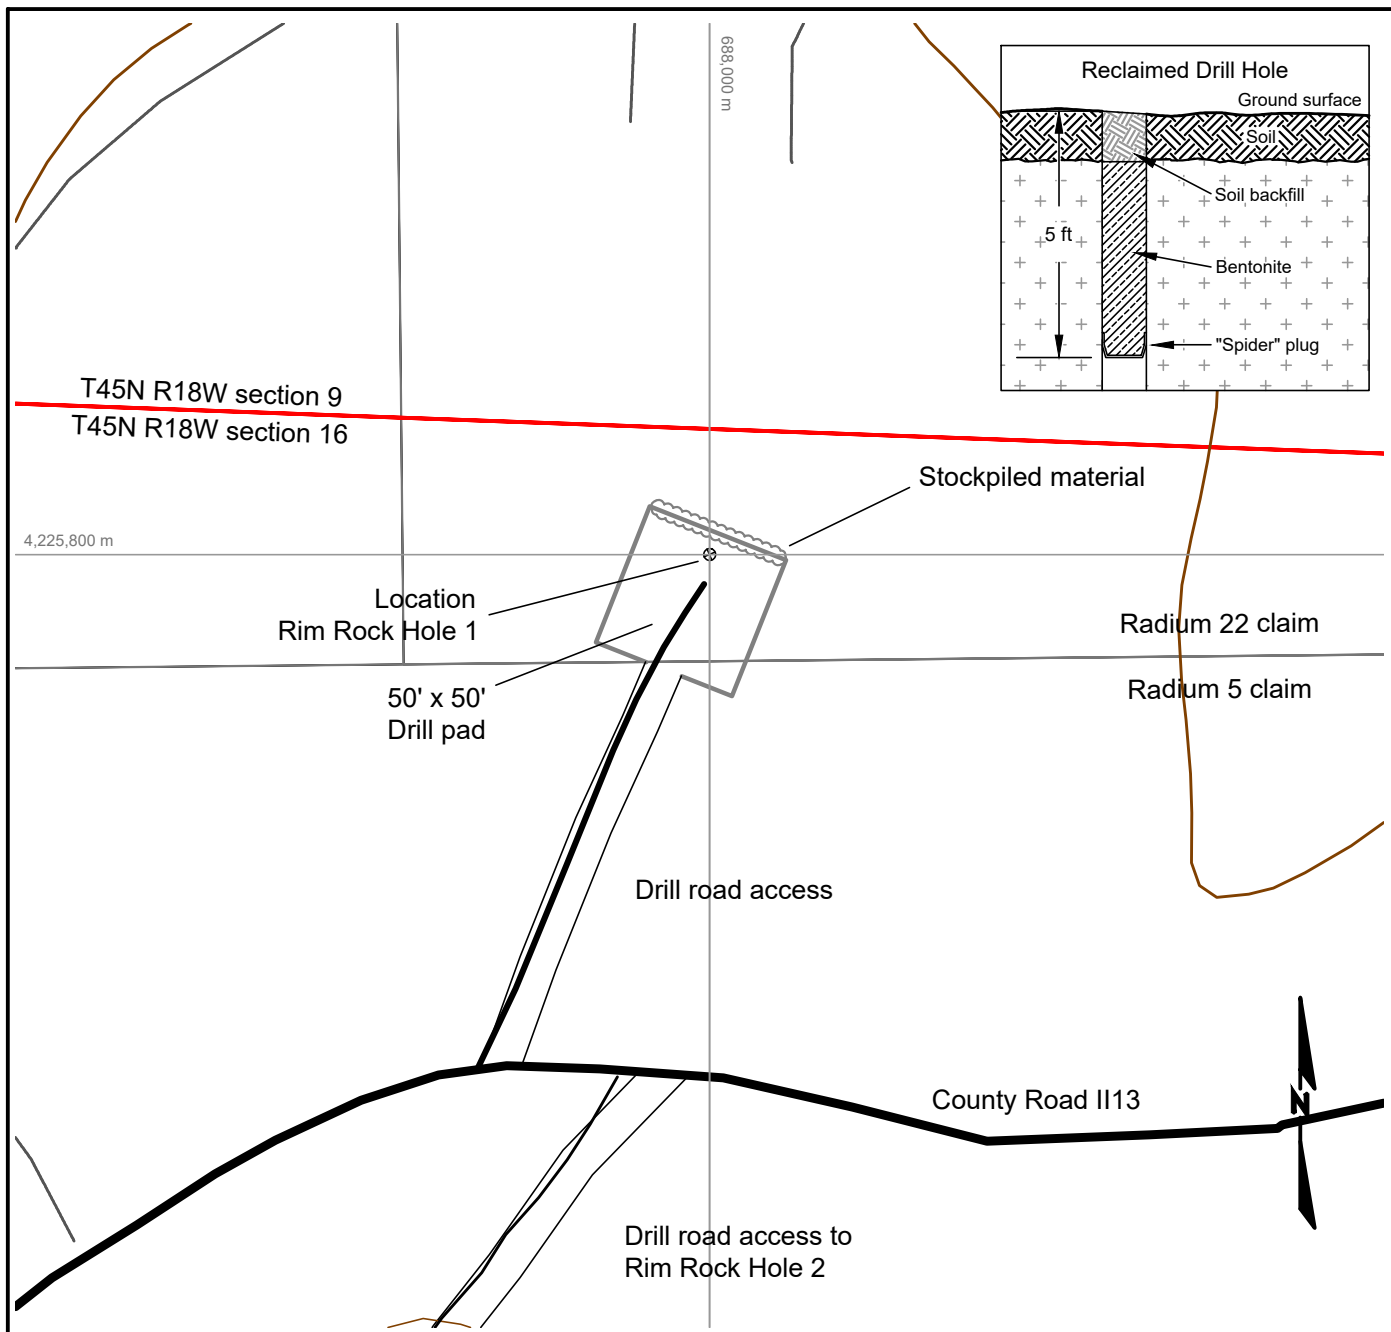 688,000 m
Reclaimed Drill Hole
Ground surface
Soil
Soil backfill
5 ft
Bentonite
"Spider" plug
T45N R18W section 9
T45N R18W section 16
Stockpiled material
4,225,800 m
Location
Rim Rock Hole 1
Radium 22 claim
50' x 50'
Drill pad
Radium 5 claim
Drill road access
County Road II13
N
Drill road access to
Rim Rock Hole 2